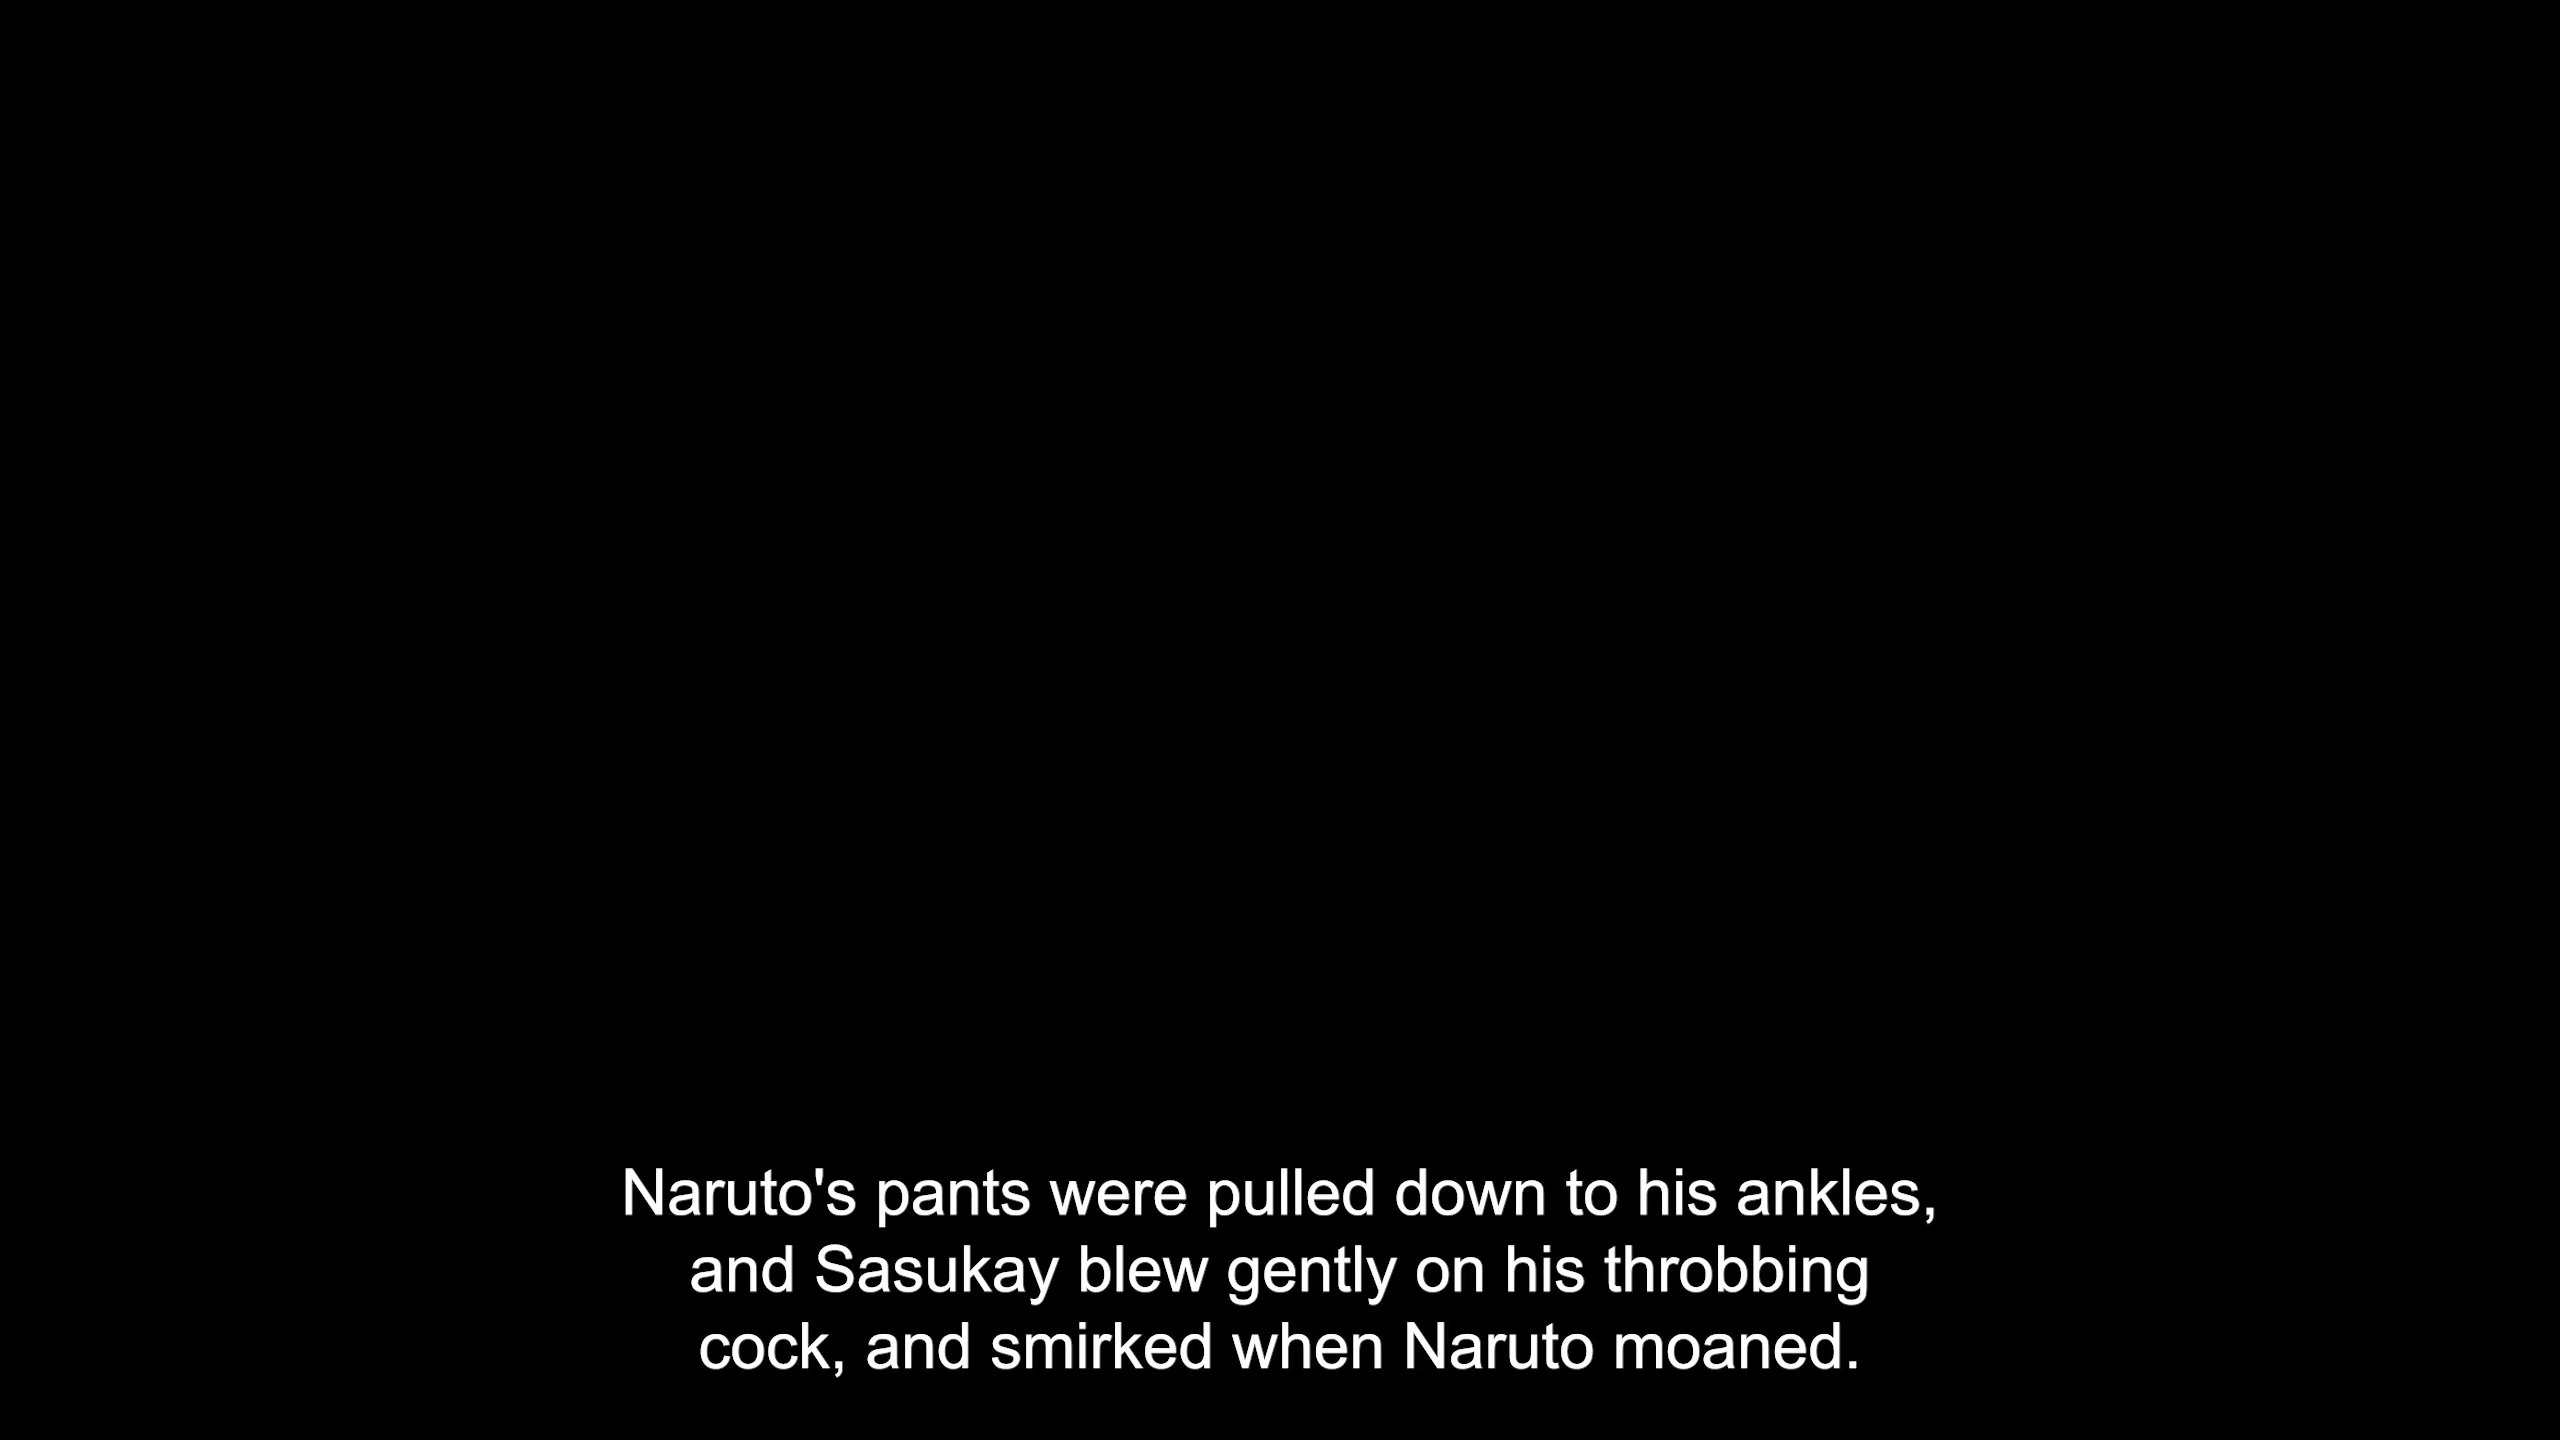 Naruto's pants were pulled down to his ankles,
and Sasukay blew gently on his throbbing
cock, and smirked when Naruto moaned.